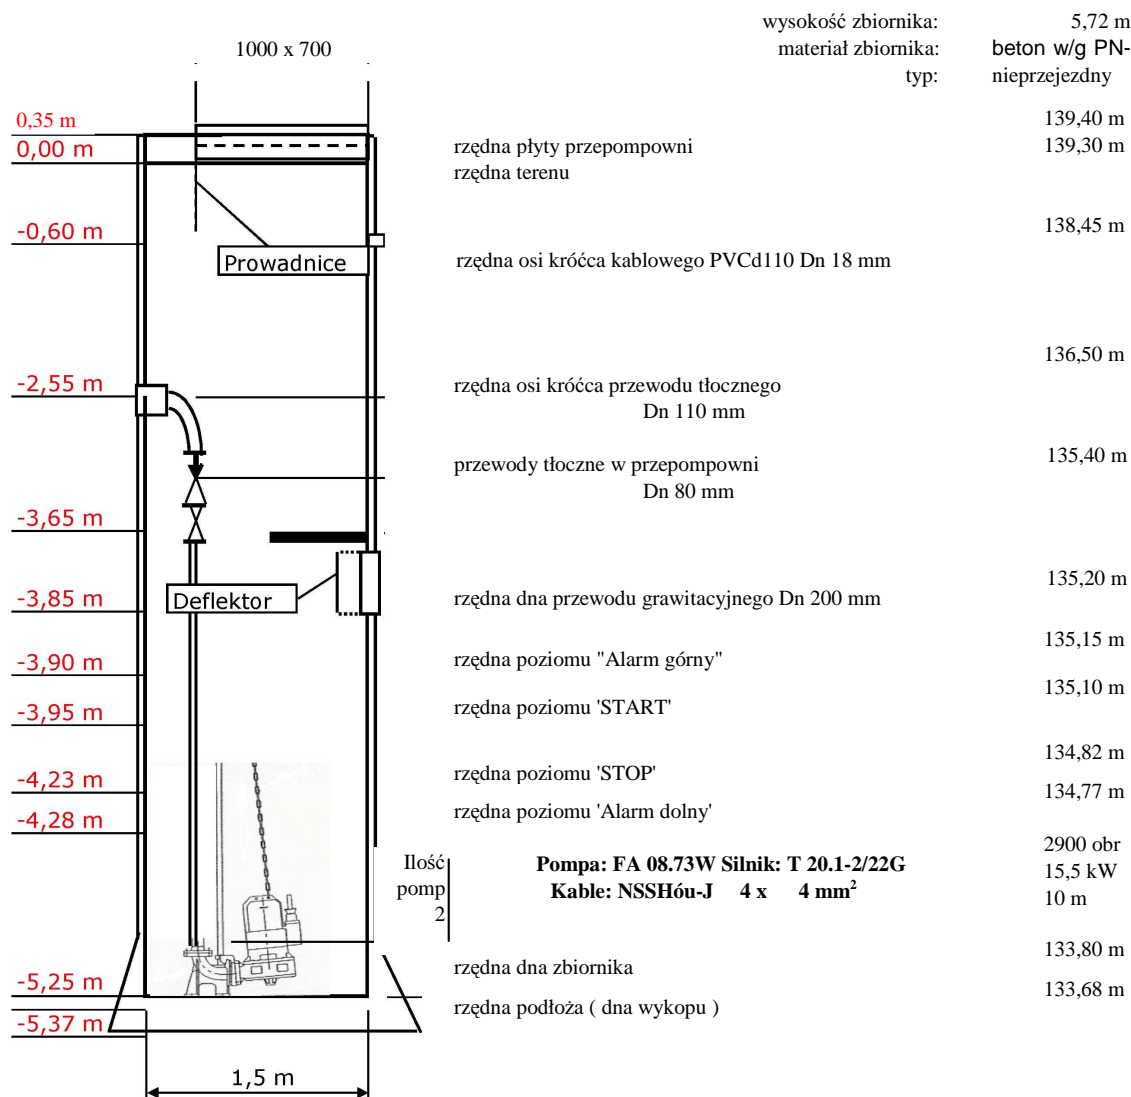 wysokość zbiornika: 5,72 m
1000 x 700
materiał zbiornika: beton w/g PN-
typ: nieprzejezdny
0,35 m
139,40 m
0,00 m
rzędna płyty przepompowni 139,30 m
rzędna terenu
138,45 m
-0,60 m
Prowadnice
rzędna osi króćca kablowego PVCd110 Dn 18 mm
136,50 m
-2,55 m
rzędna osi króćca przewodu tłocznego
Dn 110 mm
135,40 m
przewody tłoczne w przepompowni
Dn 80 mm
-3,65 m
135,20 m
Deflektor
-3,85 m
rzędna dna przewodu grawitacyjnego Dn 200 mm
135,15 m
-3,90 m
rzędna poziomu "Alarm górny"
135,10 m
-3,95 m
rzędna poziomu 'START'
134,82 m
-4,23 m
rzędna poziomu 'STOP'
134,77 m
-4,28 m
rzędna poziomu 'Alarm dolny'
2900 obr
Ilość
pomp
2
Pompa: FA 08.73W Silnik: T 20.1-2/22G
15,5 kW
Kable: NSSHóu-J 4 x 4 mm²
10 m
133,80 m
rzędna dna zbiornika
-5,25 m
133,68 m
rzędna podłoża ( dna wykopu )
-5,37 m
1,5 m